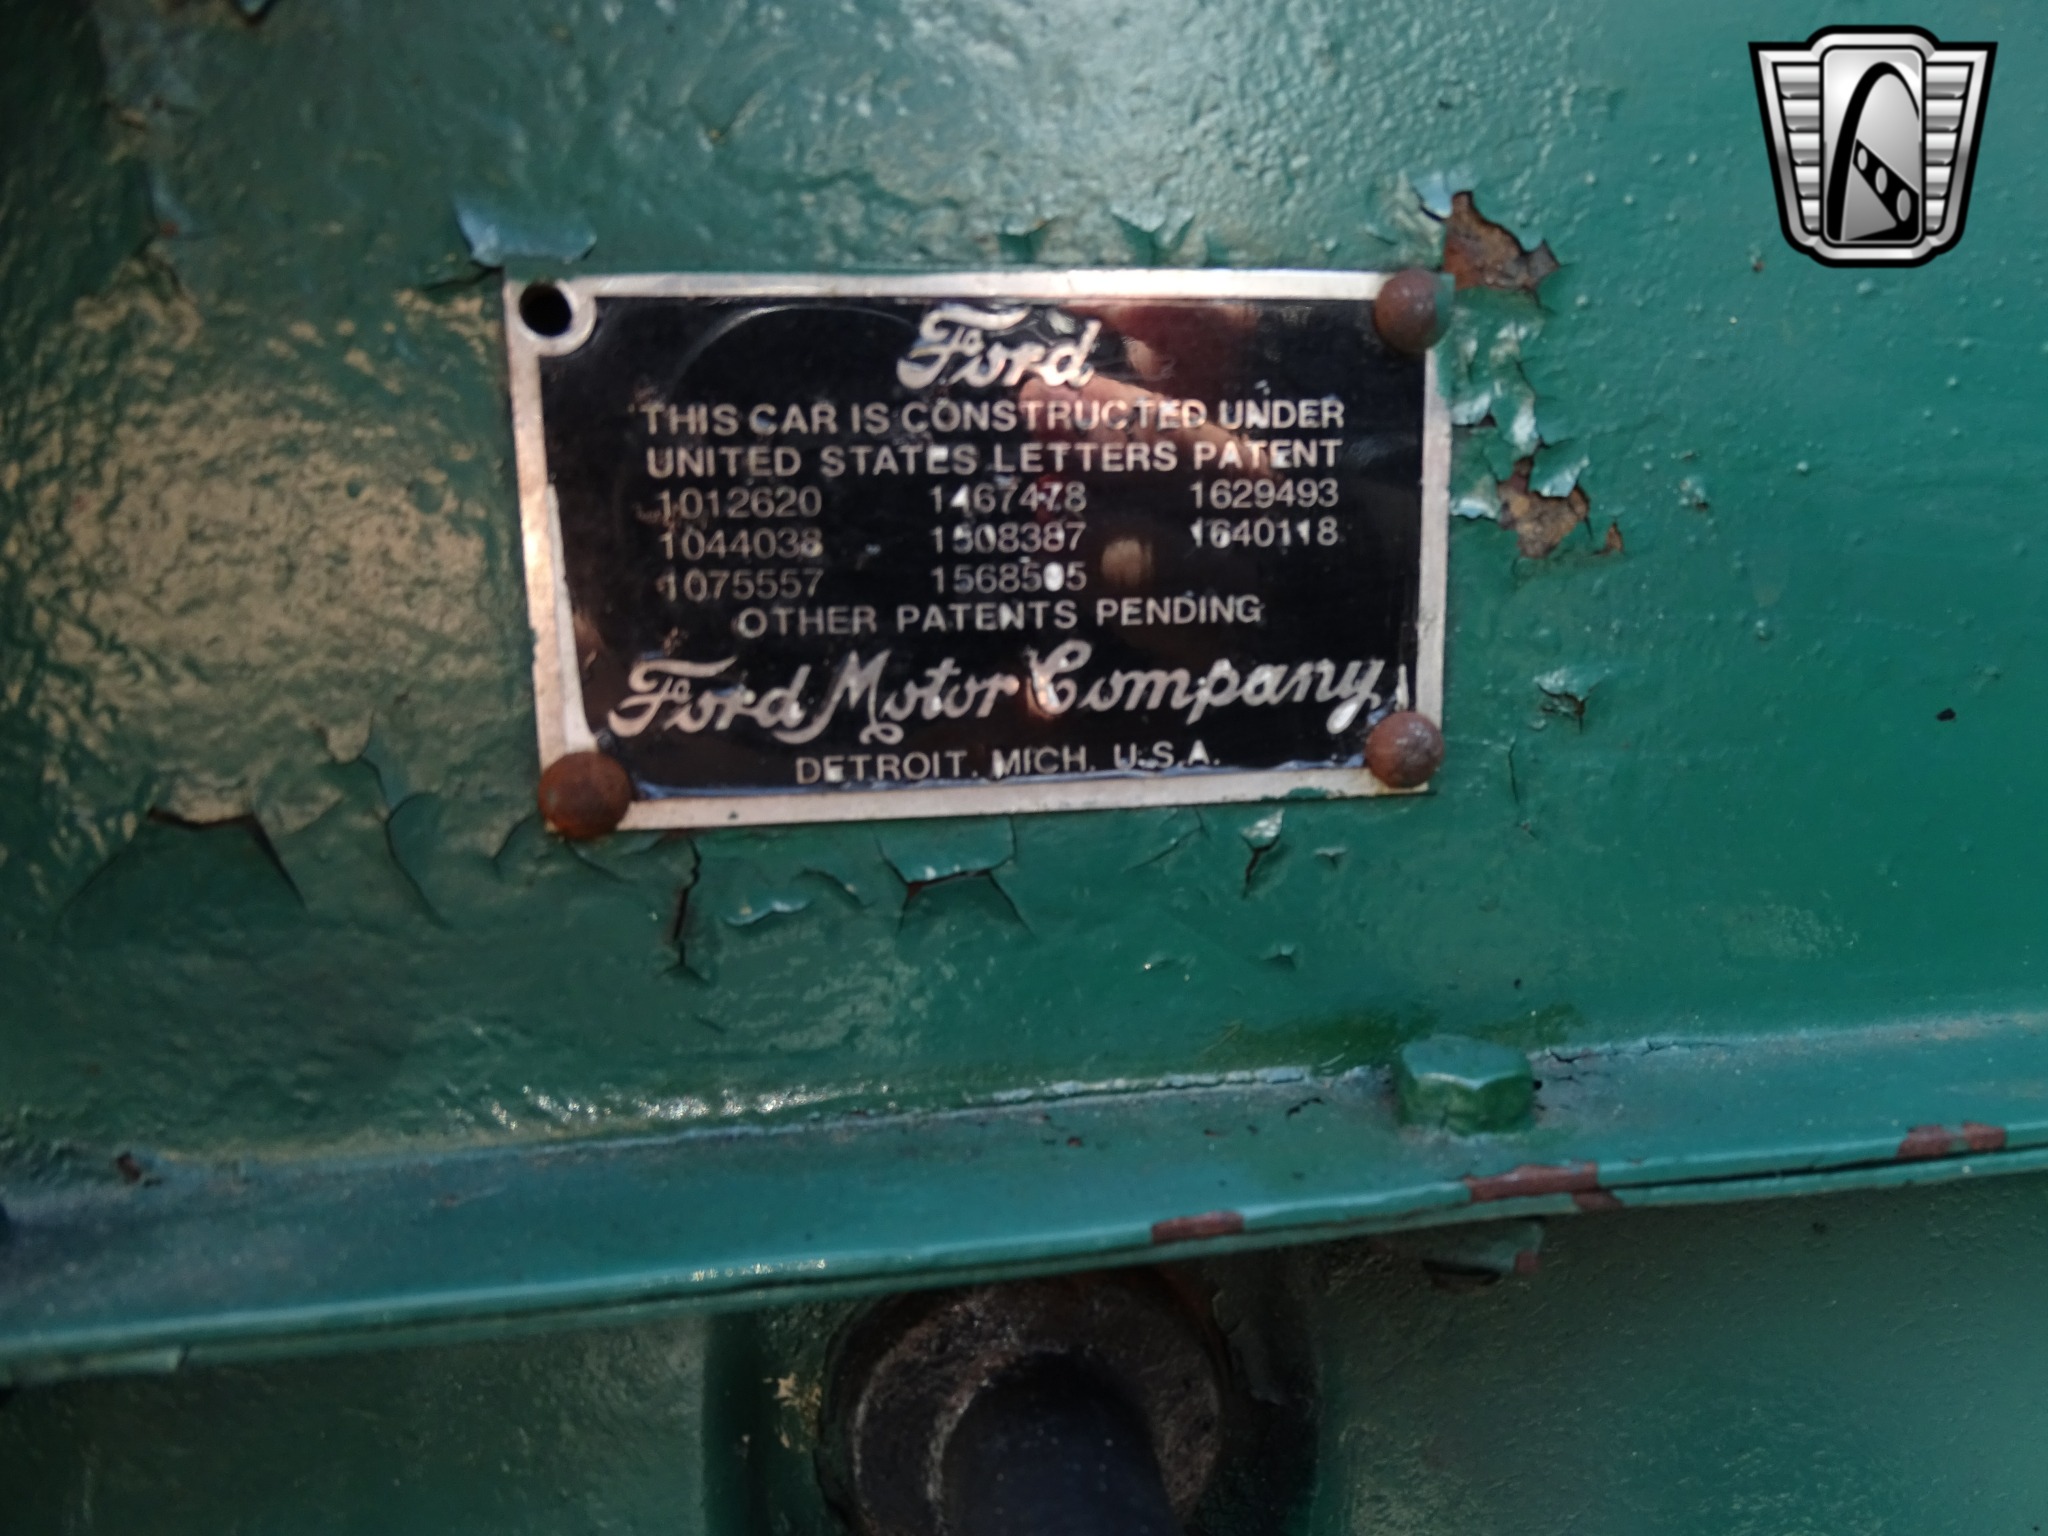 Ford
THIS CAR IS CONSTRUCTED UNDER
UNITED STATES LETTERS PATENT
1012620 1467478 1629493
1044038 1508387 1640118
1075557 1568505
OTHER PATENTS PENDING
Ford Motor Company
DETROIT, MICH. U.S.A.